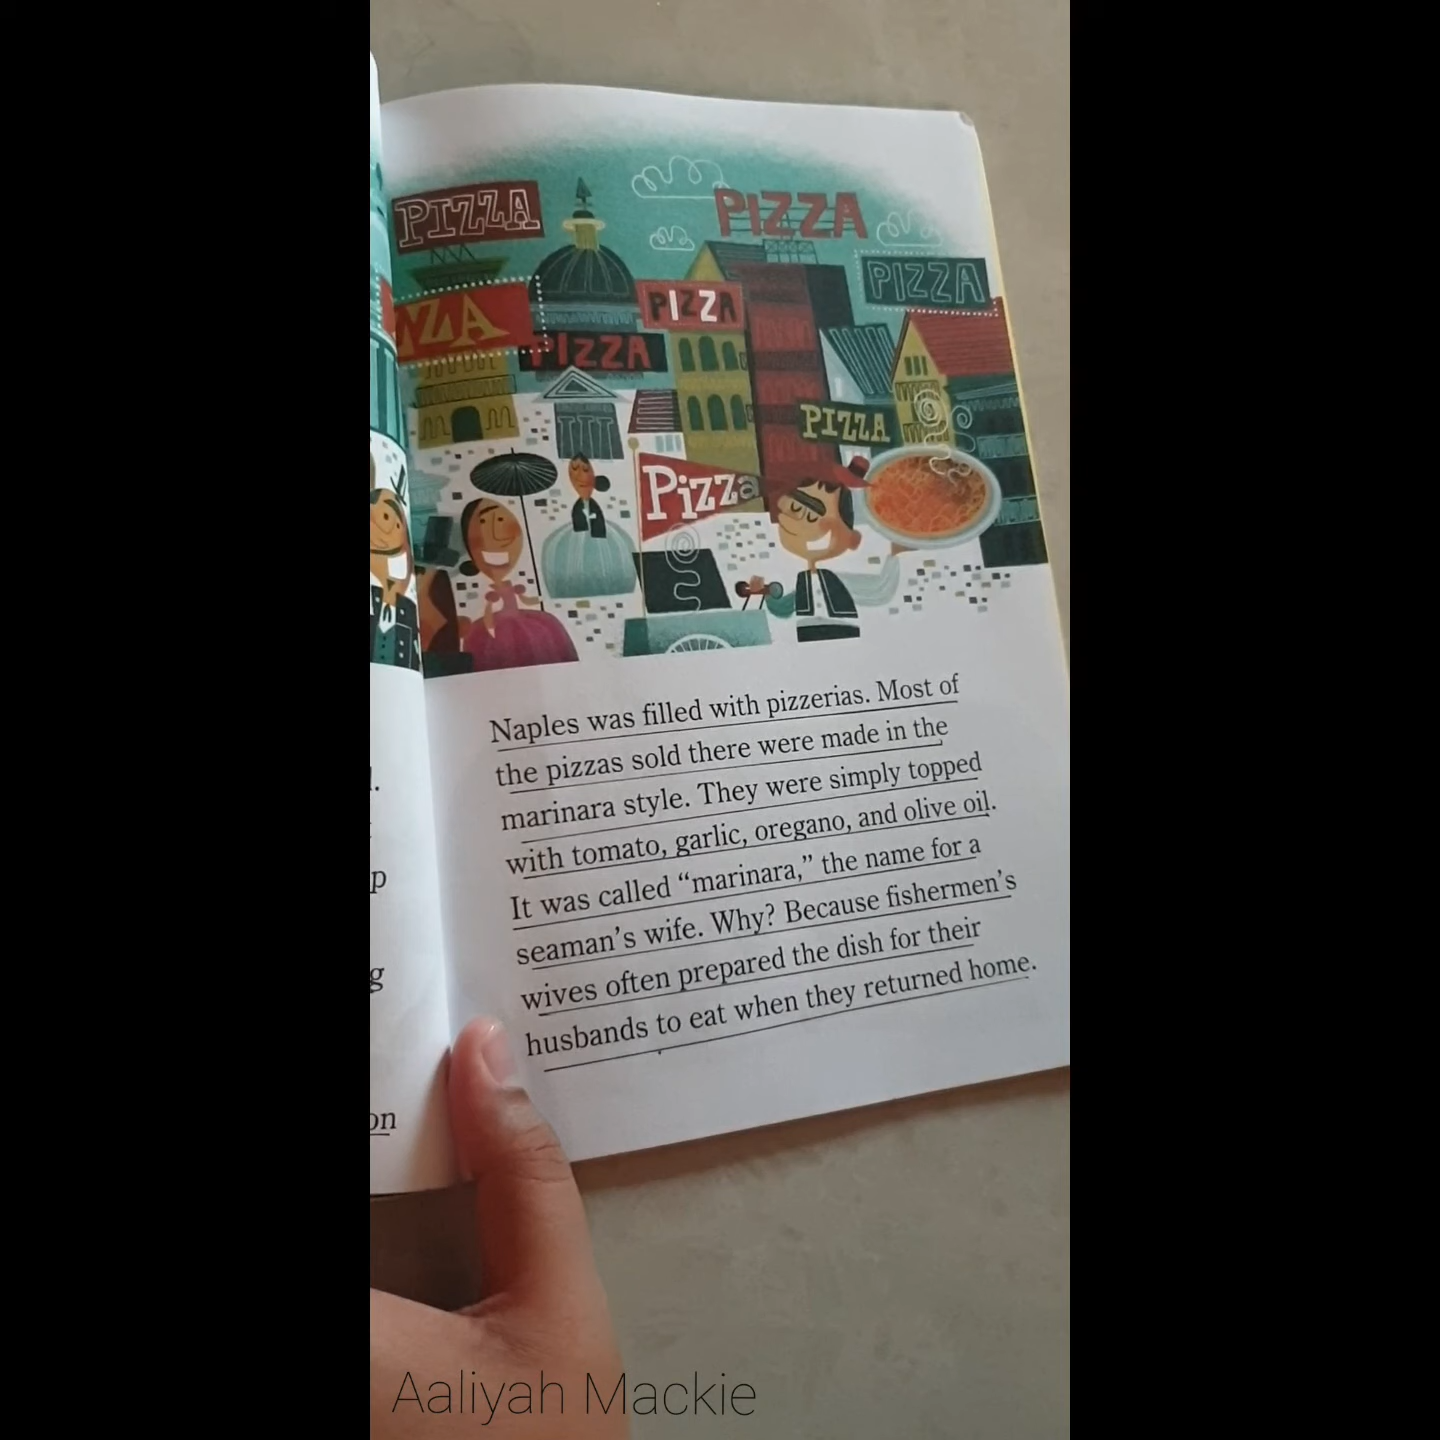 PIZZA
PIZZA
PIZZA
ZZA
PIZZA
PIZZA
PIZZA
Pizza
Naples was filled with pizzerias. Most of
the pizzas sold there were made in the
marinara style. They were simply topped
with tomato, garlic, oregano, and olive oil.
It was called “marinara,” the name for a
seaman’s wife. Why? Because fishermen’s
wives often prepared the dish for their
husbands to eat when they returned home.
p
g
on
Aaliyah Mackie